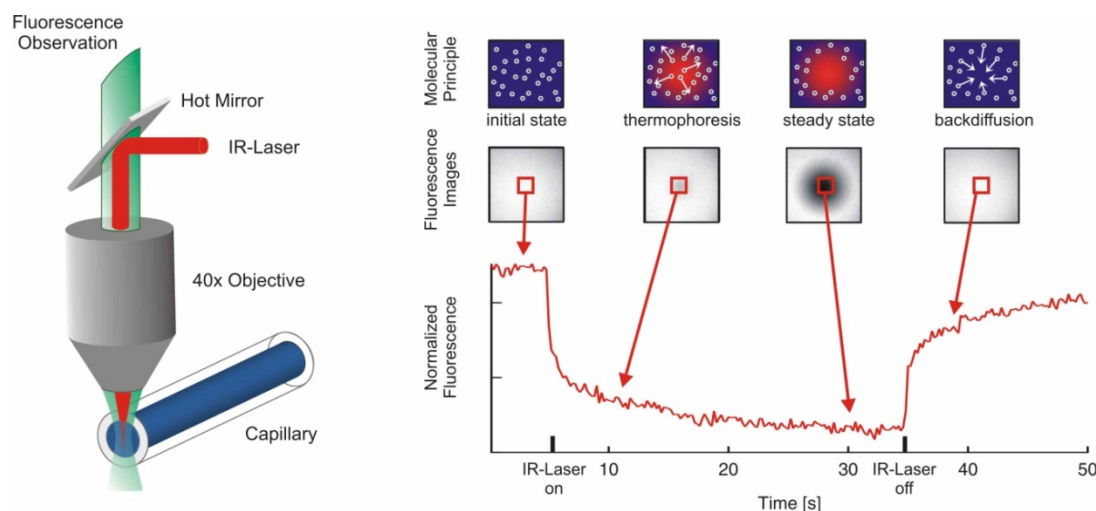 Fluorescence
Observation
Hot Mirror
IR-Laser
40x Objective
Capillary
Molecular
Principle
initial state
thermophoresis
steady state
backdiffusion
Fluorescence
Images
Normalized
Fluorescence
IR-Laser
on
10
20
30
IR-Laser
off
40
50
Time [s]